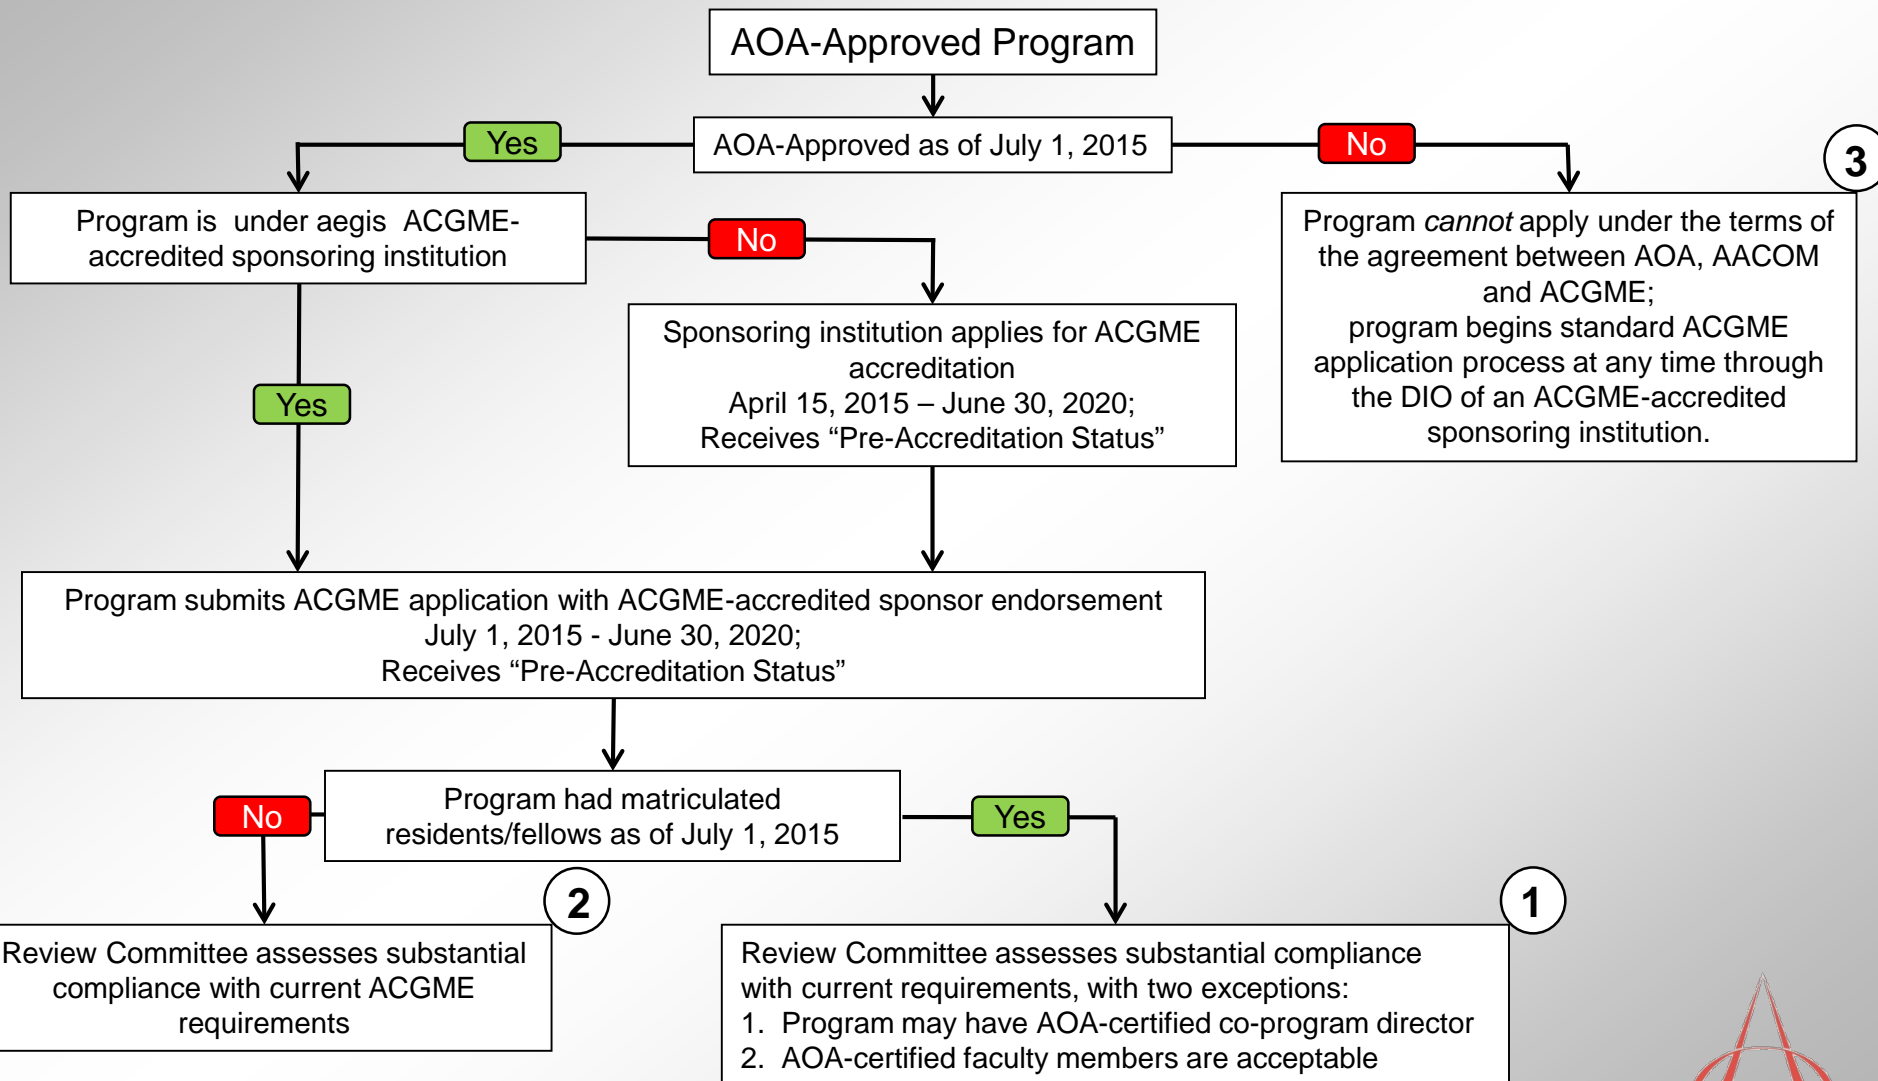 AOA-Approved Program
Yes
AOA-Approved as of July 1, 2015
No
3
Program is under aegis ACGME-
accredited sponsoring institution
No
Program cannot apply under the terms of
the agreement between AOA, AACOM
and ACGME;
program begins standard ACGME
application process at any time through
the DIO of an ACGME-accredited
sponsoring institution.
Sponsoring institution applies for ACGME
accreditation
April 15, 2015 – June 30, 2020;
Receives “Pre-Accreditation Status”
Yes
Program submits ACGME application with ACGME-accredited sponsor endorsement
July 1, 2015 - June 30, 2020;
Receives “Pre-Accreditation Status”
No
Program had matriculated
residents/fellows as of July 1, 2015
Yes
2
Review Committee assesses substantial
compliance with current ACGME
requirements
1
Review Committee assesses substantial compliance
with current requirements, with two exceptions:
1. Program may have AOA-certified co-program director
2. AOA-certified faculty members are acceptable